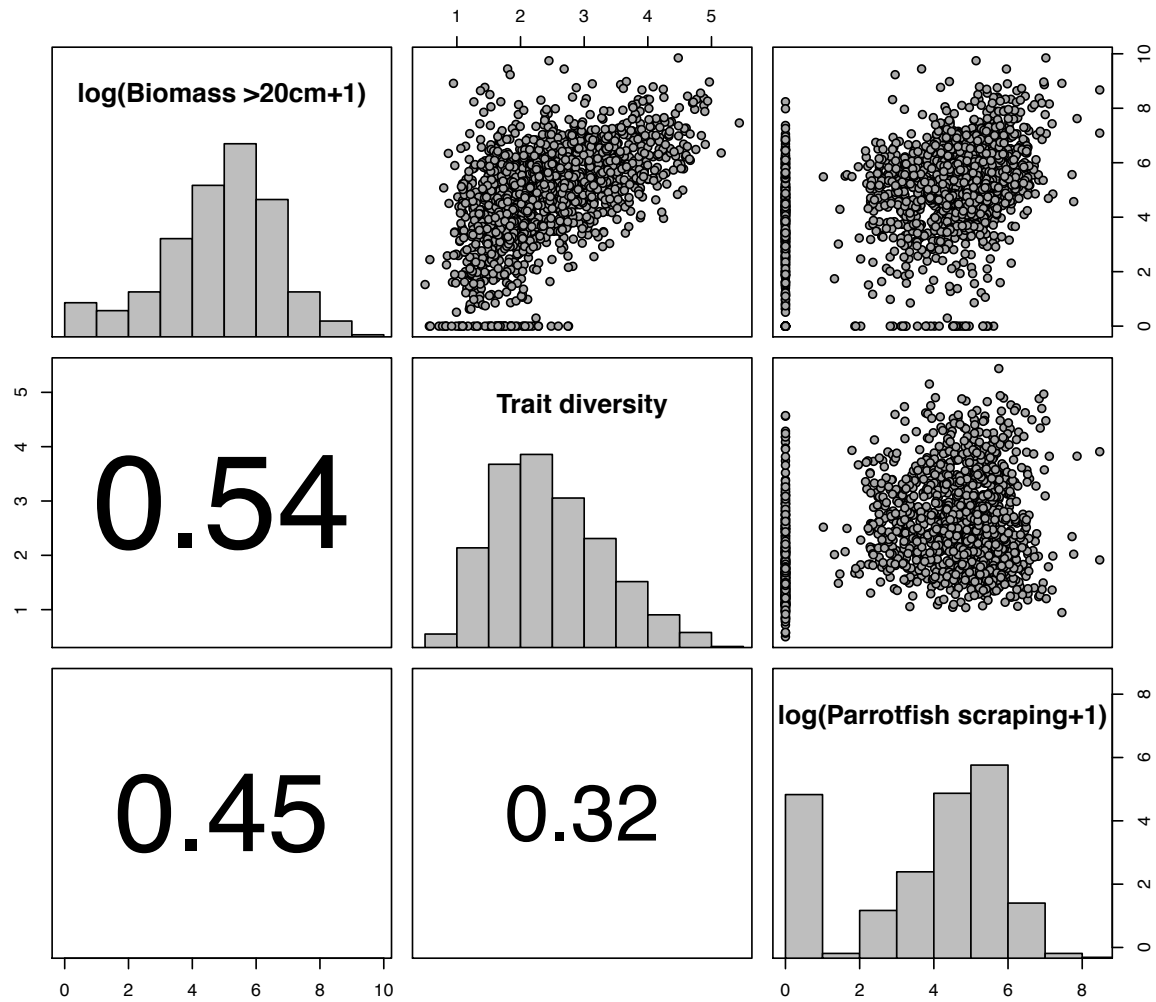 1 2 3 4 5
log(Biomass >20cm+1)
0 2 4 6 8 10
1 2 3 4 5
0.54
Trait diversity
0.45
0.32
log(Parrotfish scraping+1)
0 2 4 6 8
0 2 4 6 8 10
0 2 4 6 8